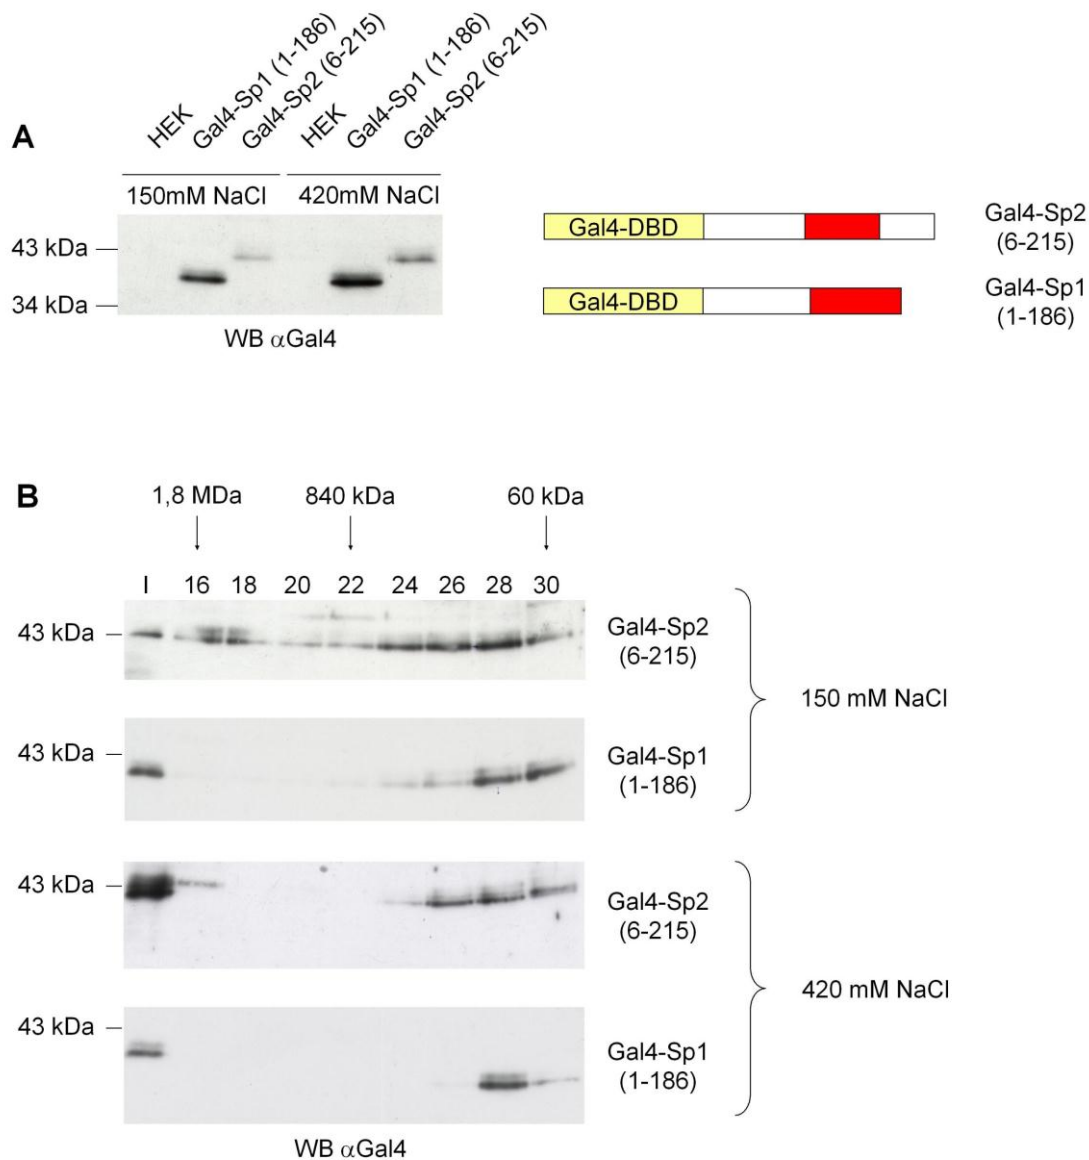 A
HEK
Gal4-Sp1 (1-186)
Gal4-Sp2 (6-215)
HEK
Gal4-Sp1 (1-186)
Gal4-Sp2 (6-215)
150mM NaCl
420mM NaCl
43 kDa
34 kDa
WB αGal4
Gal4-DBD
Gal4-Sp2
(6-215)
Gal4-DBD
Gal4-Sp1
(1-186)
B
1,8 MDa 840 kDa 60 kDa
I 16 18 20 22 24 26 28 30
43 kDa
Gal4-Sp2
(6-215)
43 kDa
Gal4-Sp1
(1-186)
150 mM NaCl
43 kDa
Gal4-Sp2
(6-215)
43 kDa
Gal4-Sp1
(1-186)
420 mM NaCl
WB αGal4